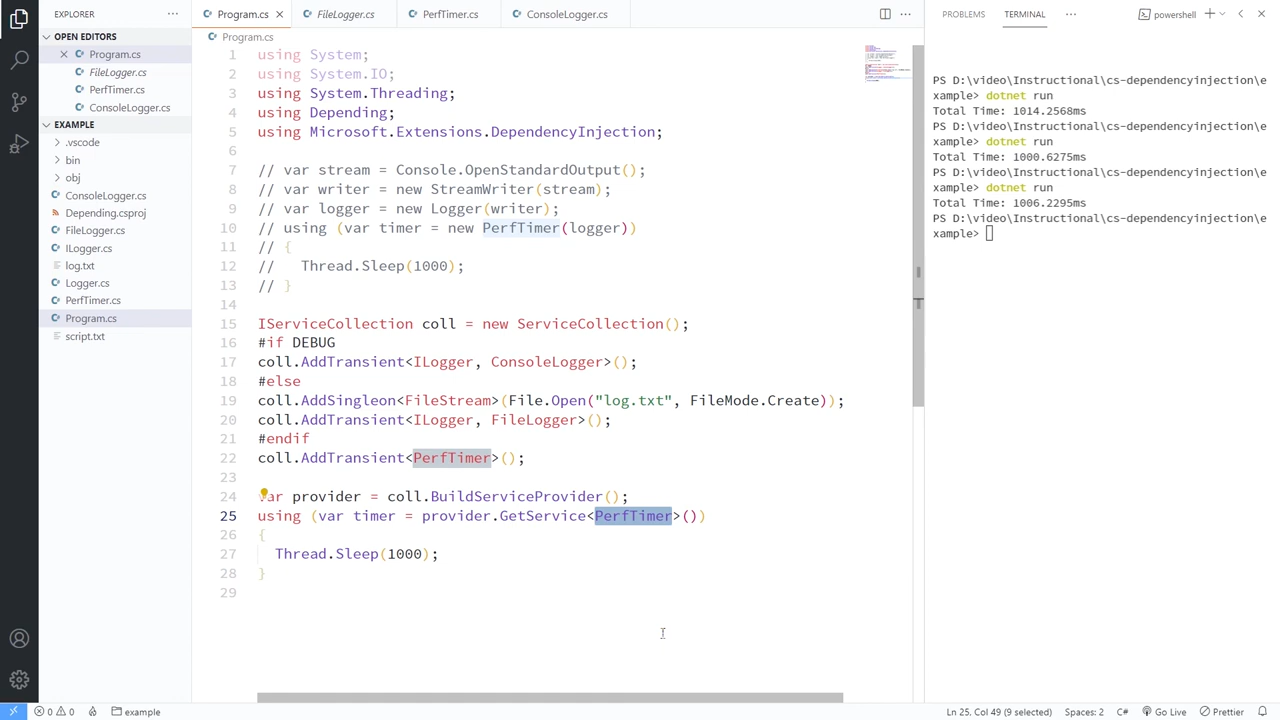 EXPLORER
OPEN EDITORS
Program.cs
FileLogger.cs
PerfTimer.cs
ConsoleLogger.cs
EXAMPLE
.vscode
bin
obj
ConsoleLogger.cs
Depending.csproj
FileLogger.cs
ILogger.cs
log.txt
Logger.cs
PerfTimer.cs
Program.cs
script.txt
Program.cs FileLogger.cs PerfTimer.cs ConsoleLogger.cs
Program.cs
1 using System;
2 using System.IO;
3 using System.Threading;
4 using Depending;
5 using Microsoft.Extensions.DependencyInjection;
6
7 // var stream = Console.OpenStandardOutput();
8 // var writer = new StreamWriter(stream);
9 // var logger = new Logger(writer);
10 // using (var timer = new PerfTimer(logger))
11 // {
12 //   Thread.Sleep(1000);
13 // }
14
15 IServiceCollection coll = new ServiceCollection();
16 #if DEBUG
17 coll.AddTransient<ILogger, ConsoleLogger>();
18 #else
19 coll.AddSingleon<FileStream>(File.Open("log.txt", FileMode.Create));
20 coll.AddTransient<ILogger, FileLogger>();
21 #endif
22 coll.AddTransient<PerfTimer>();
23
24 var provider = coll.BuildServiceProvider();
25 using (var timer = provider.GetService<PerfTimer>())
26 {
27   Thread.Sleep(1000);
28 }
29
PROBLEMS TERMINAL powershell
PS D:\video\Instructional\cs-dependencyinjection\e
xample> dotnet run
Total Time: 1014.2568ms
PS D:\video\Instructional\cs-dependencyinjection\e
xample> dotnet run
Total Time: 1000.6275ms
PS D:\video\Instructional\cs-dependencyinjection\e
xample> dotnet run
Total Time: 1006.2295ms
PS D:\video\Instructional\cs-dependencyinjection\e
xample>
0 0 example Ln 25, Col 49 (9 selected) Spaces: 2 C# Go Live Prettier